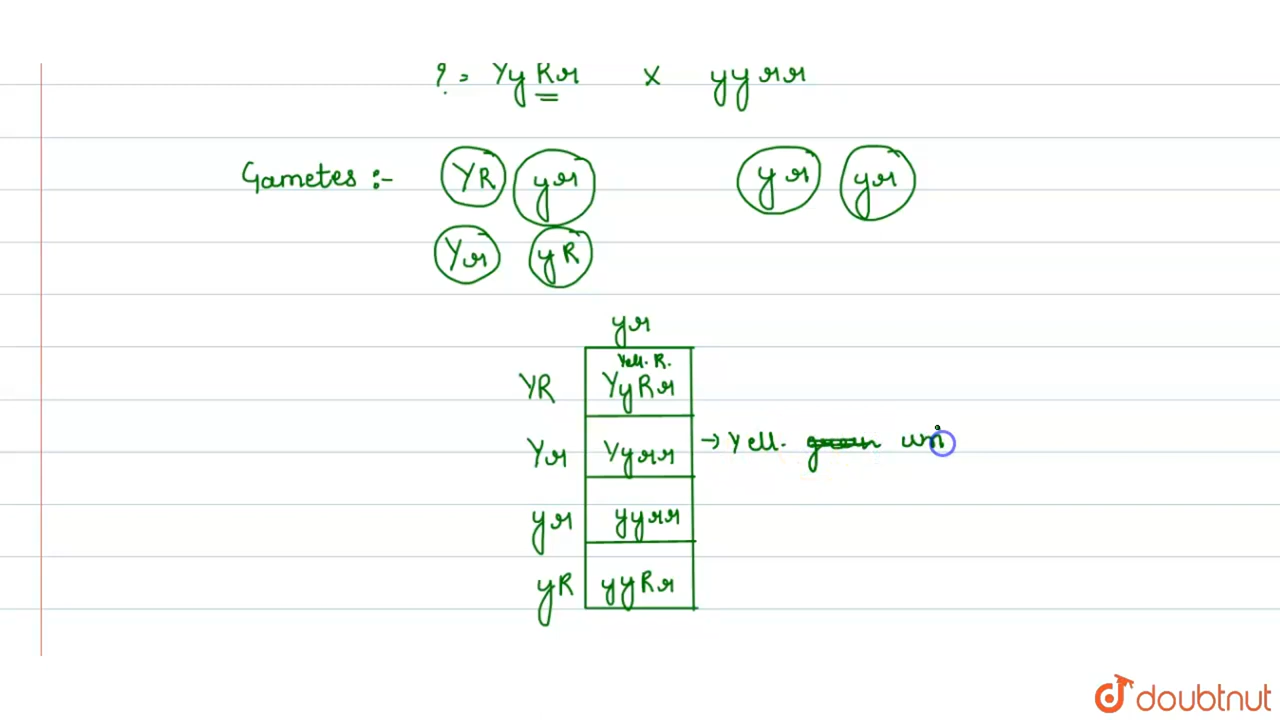 ? = YyRr x yyrr
Gametes :- YR yr yr yr
Yr yR
yr
Yell. R.
YR YyRr
Yr Yyrr → Yell. wri
yr yyrr
yR yyRr
doubtnut